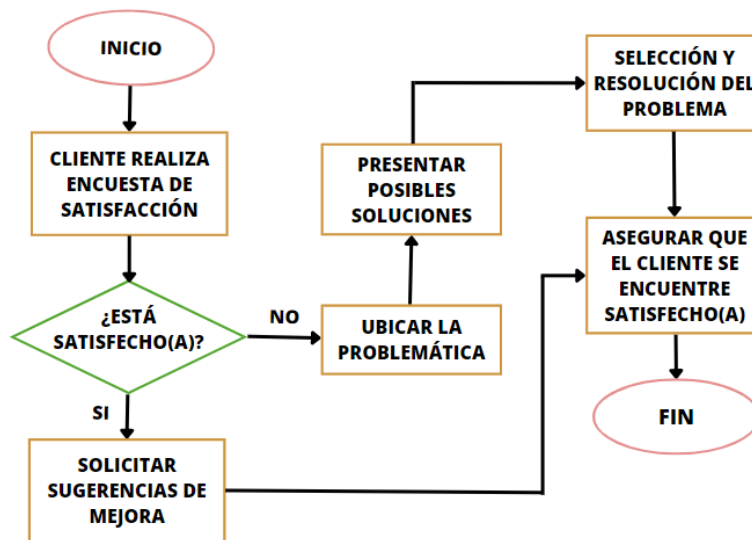 INICIO
CLIENTE REALIZA
ENCUESTA DE
SATISFACCIÓN
¿ESTÁ
SATISFECHO(A)?
NO
SI
SOLICITAR
SUGERENCIAS DE
MEJORA
UBICAR LA
PROBLEMÁTICA
PRESENTAR
POSIBLES
SOLUCIONES
SELECCIÓN Y
RESOLUCIÓN DEL
PROBLEMA
ASEGURAR QUE
EL CLIENTE SE
ENCUENTRE
SATISFECHO(A)
FIN